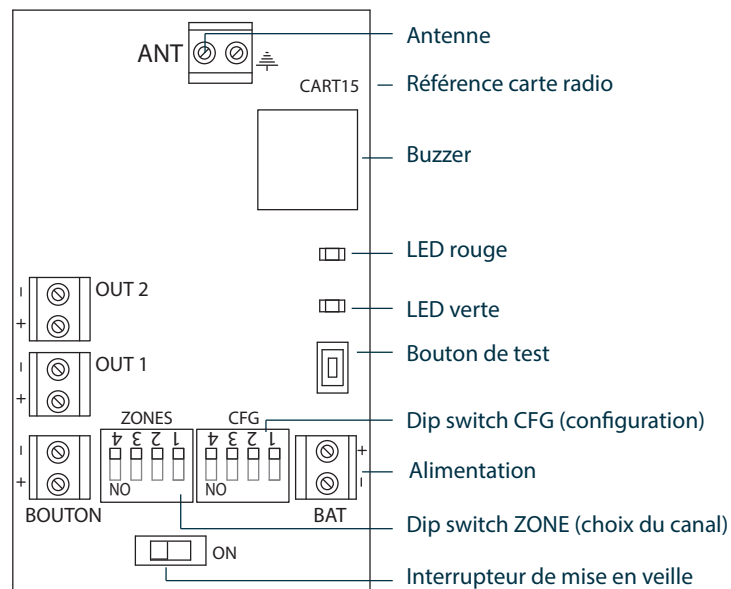 ANT
Antenne
CART15
Référence carte radio
Buzzer
LED rouge
- OUT 2
+
LED verte
- OUT 1
+
Bouton de test
ZONES CFG
Dip switch CFG (configuration)
4 3 2 1 4 3 2 1
- +
Alimentation
+ -
NO NO
BOUTON BAT
Dip switch ZONE (choix du canal)
ON
Interrupteur de mise en veille